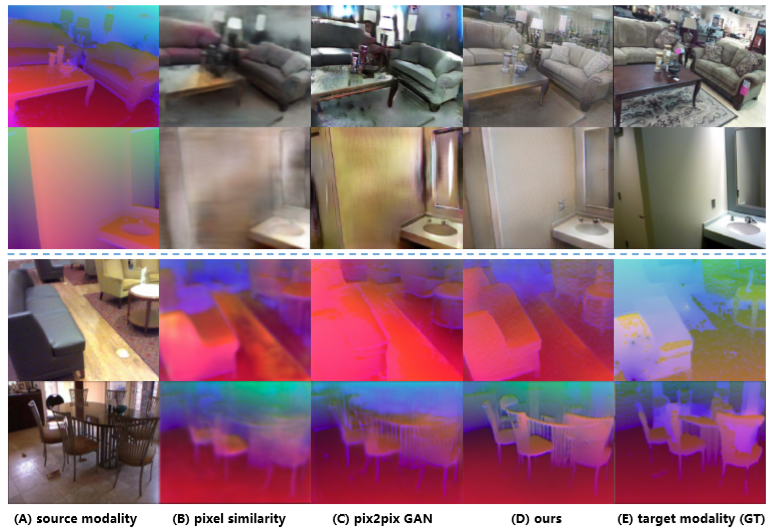 (A) source modality (B) pixel similarity (C) pix2pix GAN (D) ours (E) target modality (GT)